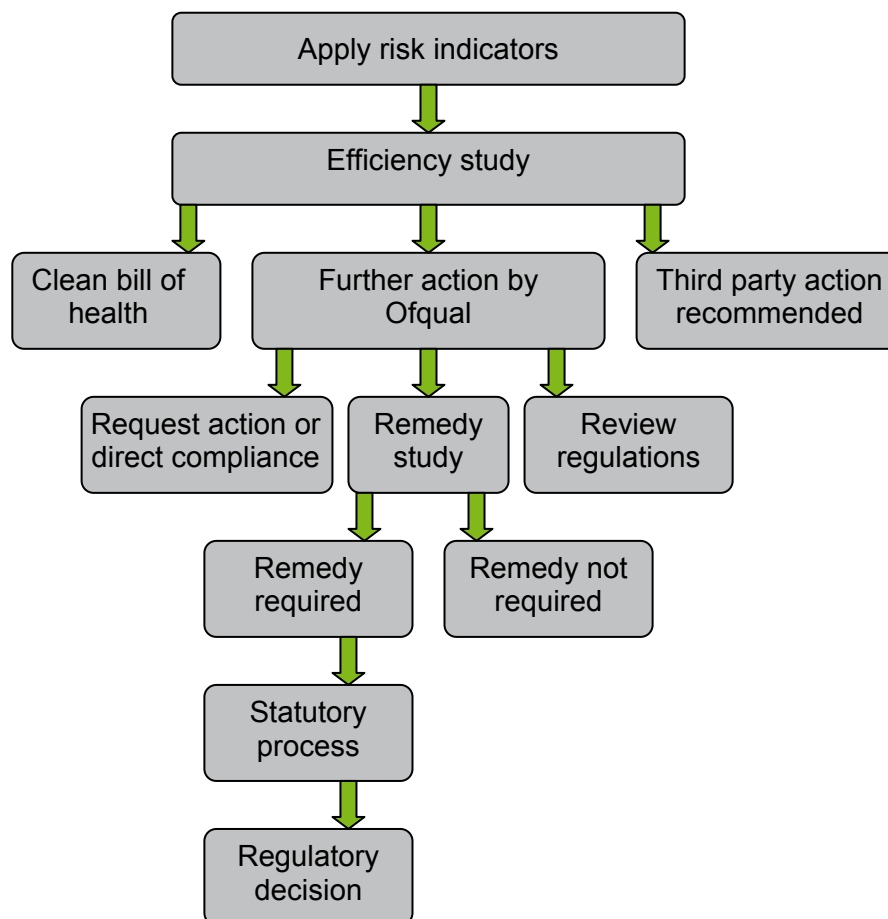 Apply risk indicators
Efficiency study
Clean bill of
health
Further action by
Ofqual
Third party action
recommended
Request action or
direct compliance
Remedy
study
Review
regulations
Remedy
required
Remedy not
required
Statutory
process
Regulatory
decision